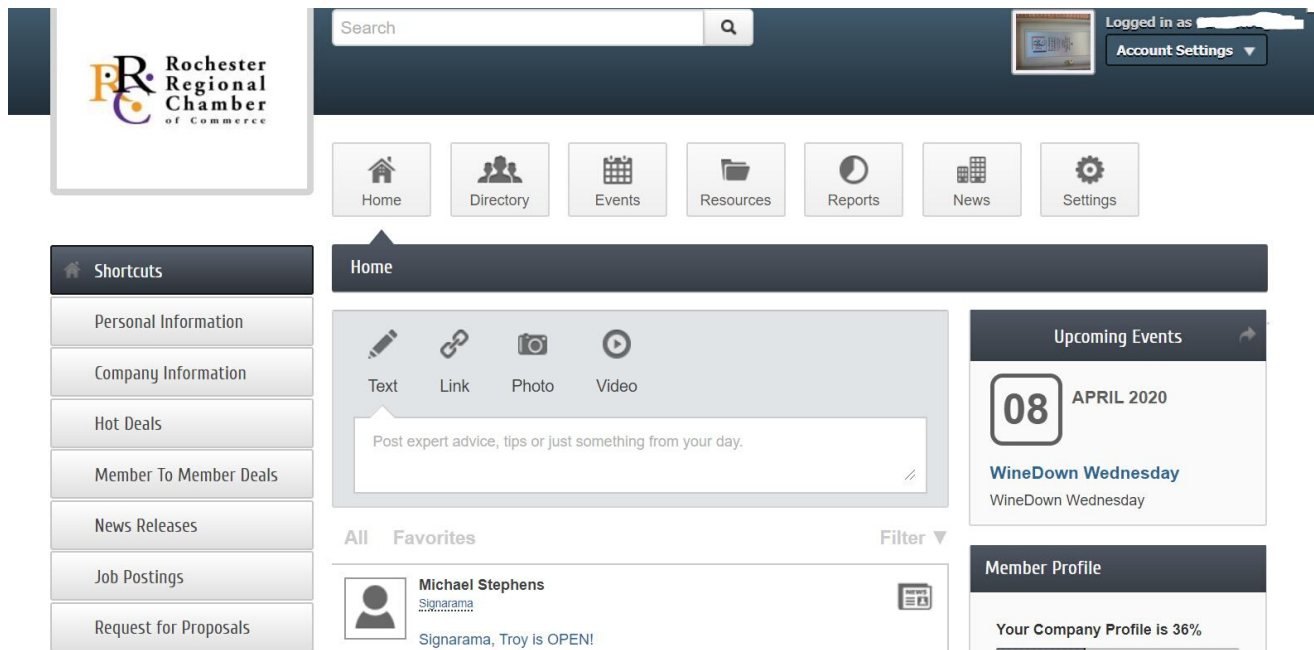 Search
Logged in as
Account Settings ▼
RRC
Rochester
Regional
Chamber
of Commerce
Home
Directory
Events
Resources
Reports
News
Settings
Shortcuts
Personal Information
Company Information
Hot Deals
Member To Member Deals
News Releases
Job Postings
Request for Proposals
Home
Text
Link
Photo
Video
Post expert advice, tips or just something from your day.
All Favorites Filter ▼
Michael Stephens
Signarama
NEWS
Signarama, Troy is OPEN!
Upcoming Events
08 APRIL 2020
WineDown Wednesday
WineDown Wednesday
Member Profile
Your Company Profile is 36%